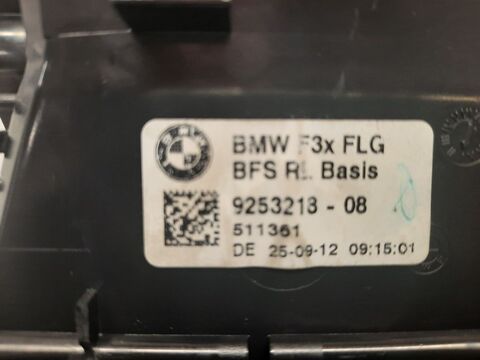 BMW F3x FLG
BFS RL Basis
9253218 - 08
511361
DE 25-09-12 09:15:01